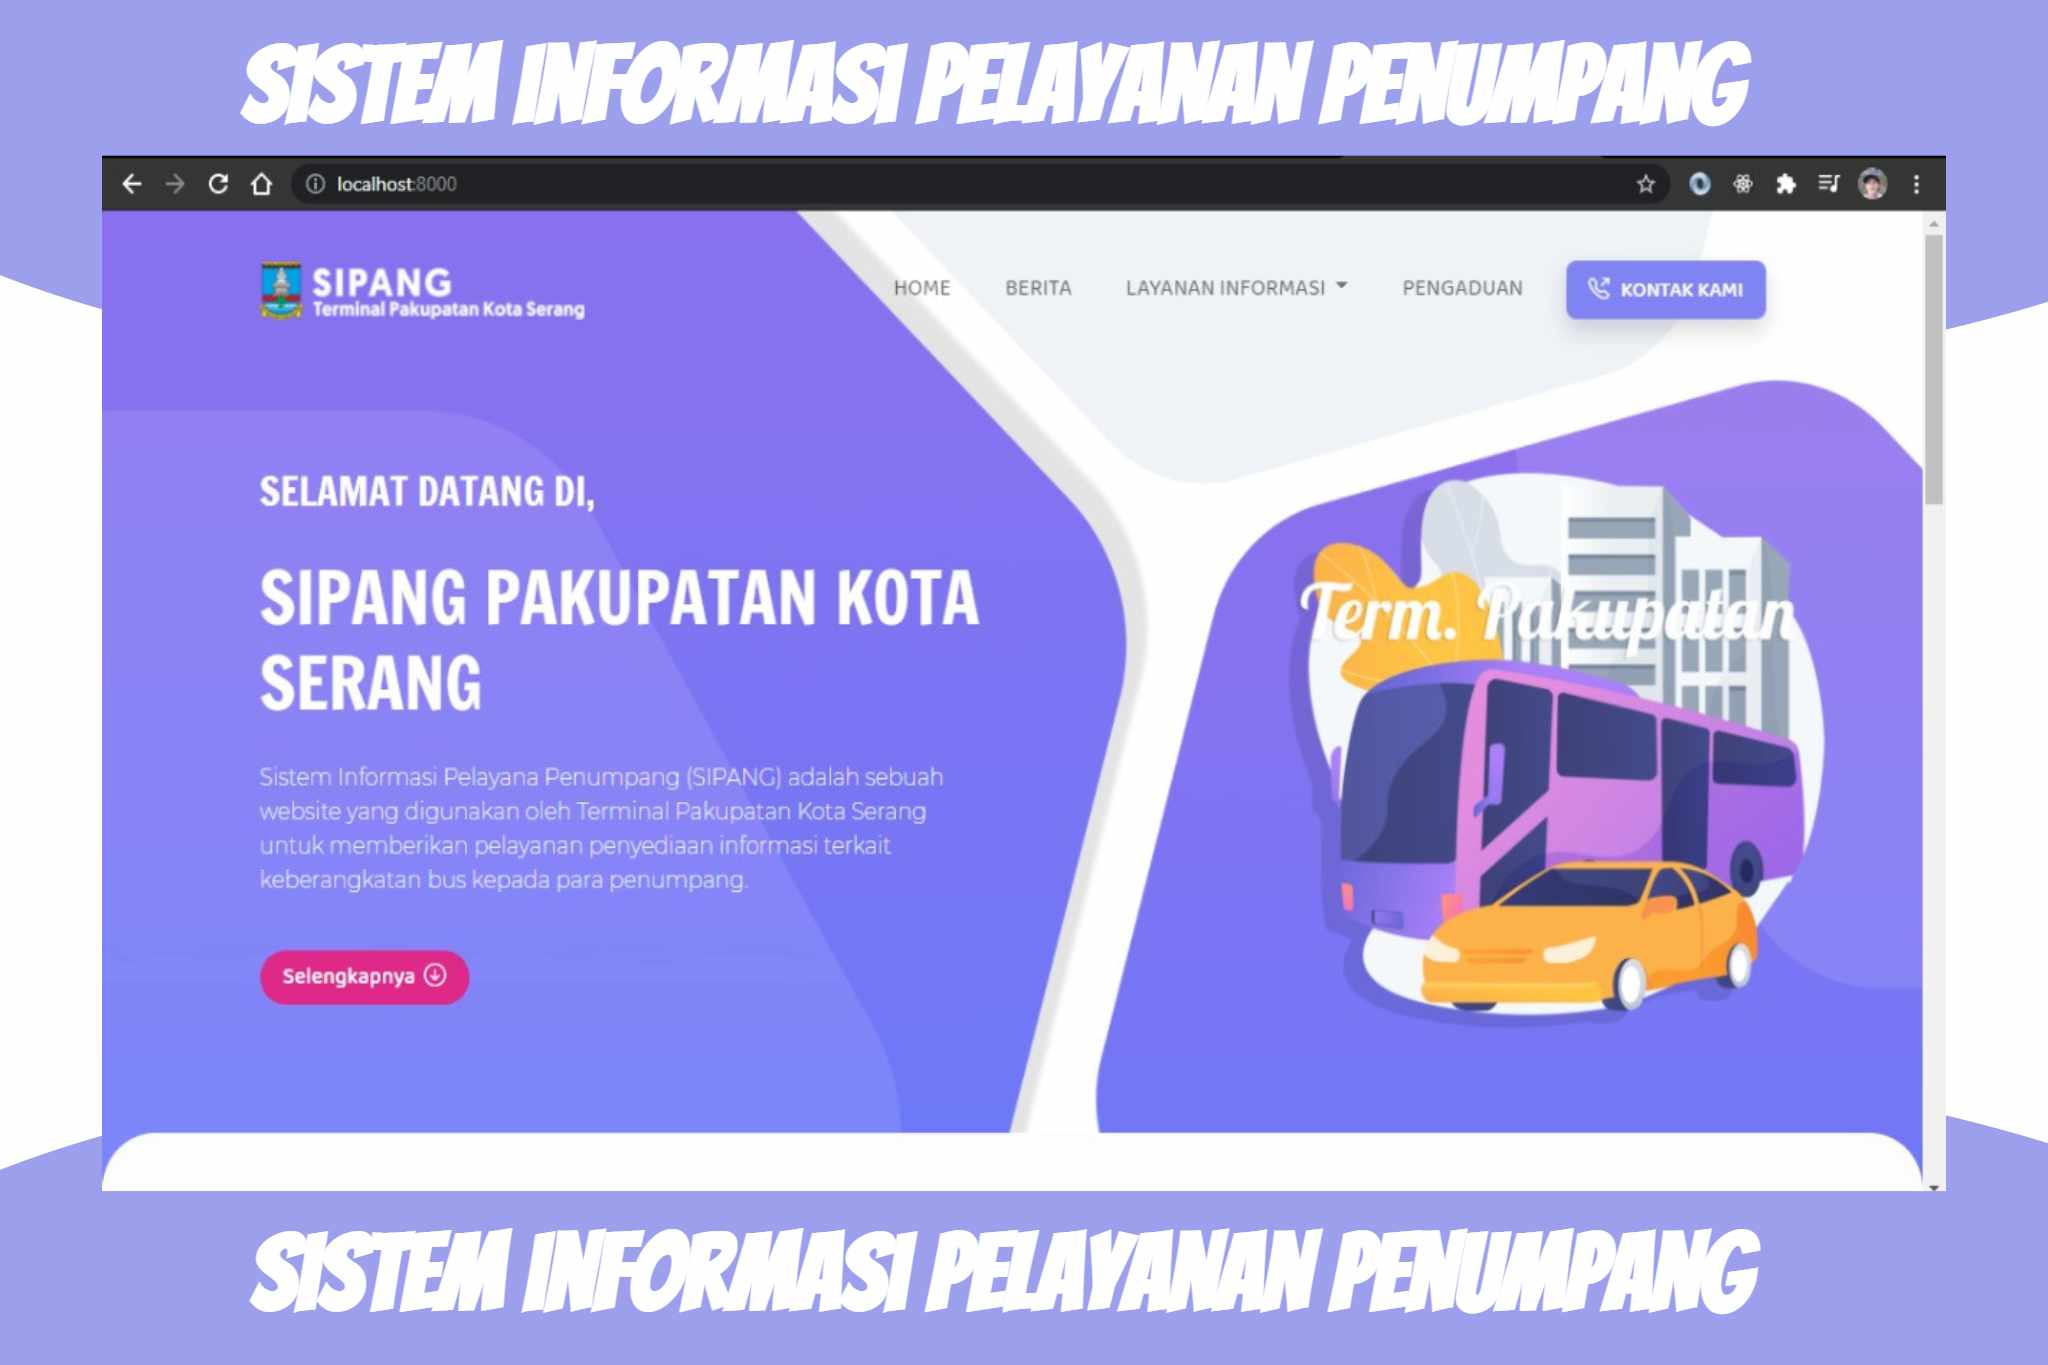 SISTEM INFORMASI PELAYANAN PENUMPANG
localhost:8000
SIPANG
Terminal Pakupatan Kota Serang
HOME BERITA LAYANAN INFORMASI PENGADUAN KONTAK KAMI
SELAMAT DATANG DI,
SIPANG PAKUPATAN KOTA
SERANG
Sistem Informasi Pelayana Penumpang (SIPANG) adalah sebuah
website yang digunakan oleh Terminal Pakupatan Kota Serang
untuk memberikan pelayanan penyediaan informasi terkait
keberangkatan bus kepada para penumpang.
Selengkapnya
Term. Pakupatan
SISTEM INFORMASI PELAYANAN PENUMPANG